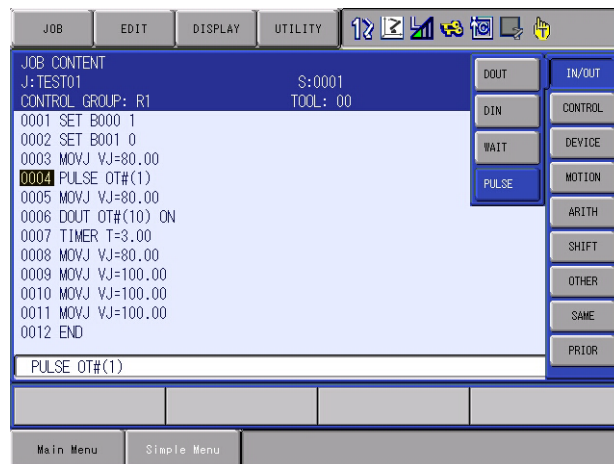 JOB EDIT DISPLAY UTILITY
JOB CONTENT
J:TEST01 S:0001
CONTROL GROUP: R1 TOOL: 00
0001 SET B000 1
0002 SET B001 0
0003 MOVJ VJ=80.00
0004 PULSE OT#(1)
0005 MOVJ VJ=80.00
0006 DOUT OT#(10) ON
0007 TIMER T=3.00
0008 MOVJ VJ=80.00
0009 MOVJ VJ=100.00
0010 MOVJ VJ=100.00
0011 MOVJ VJ=100.00
0012 END
PULSE OT#(1)
DOUT
DIN
WAIT
PULSE
IN/OUT
CONTROL
DEVICE
MOTION
ARITH
SHIFT
OTHER
SAME
PRIOR
Main Menu Simple Menu